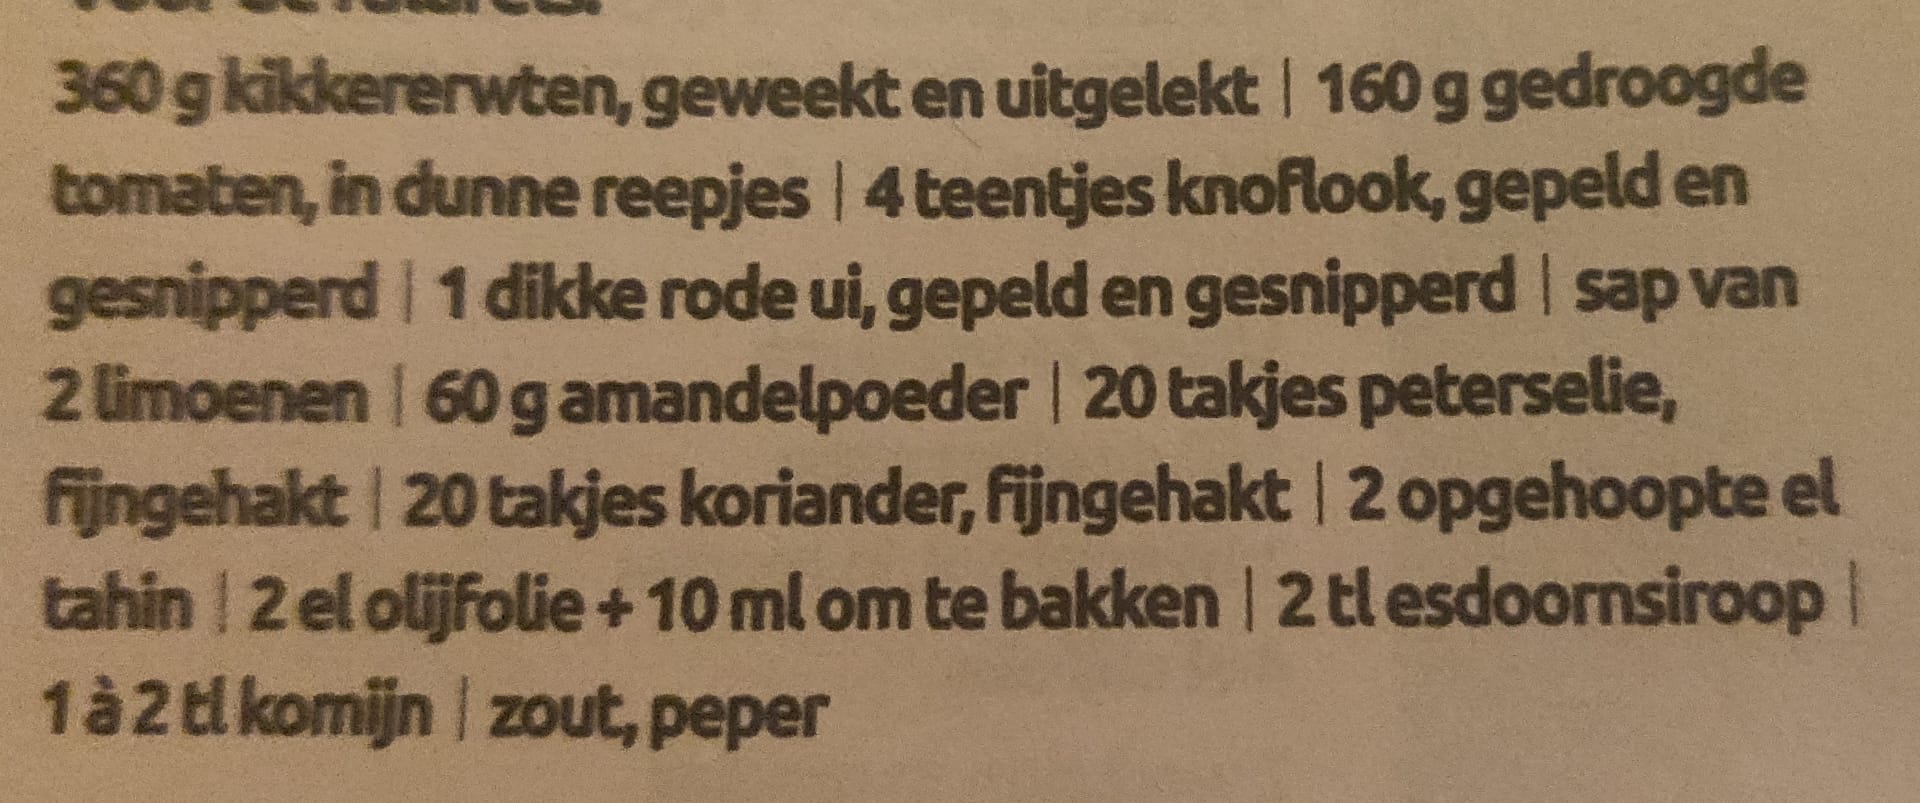 360 g kikkererwten, geweekt en uitgelekt | 160 g gedroogde
tomaten, in dunne reepjes | 4 teentjes knoflook, gepeld en
gesnipperd | 1 dikke rode ui, gepeld en gesnipperd | sap van
2 limoenen | 60 g amandelpoeder | 20 takjes peterselie,
fijngehakt | 20 takjes koriander, fijngehakt | 2 opgehoopte el
tahin | 2 el olijfolie + 10 ml om te bakken | 2 tl esdoornsiroop |
1 à 2 tl komijn | zout, peper